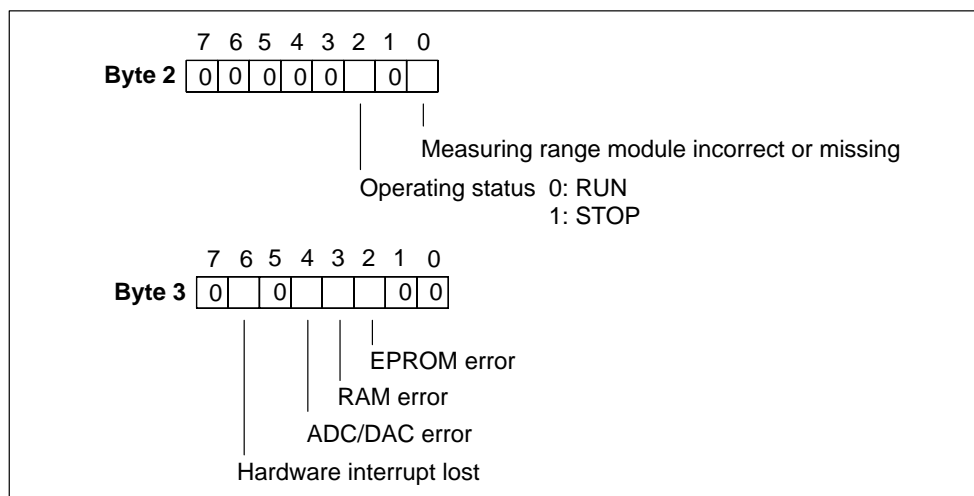 7 6 5 4 3 2 1 0
Byte 2 0 0 0 0 0 0
Measuring range module incorrect or missing
Operating status 0: RUN
1: STOP
7 6 5 4 3 2 1 0
Byte 3 0 0 0 0
EPROM error
RAM error
ADC/DAC error
Hardware interrupt lost